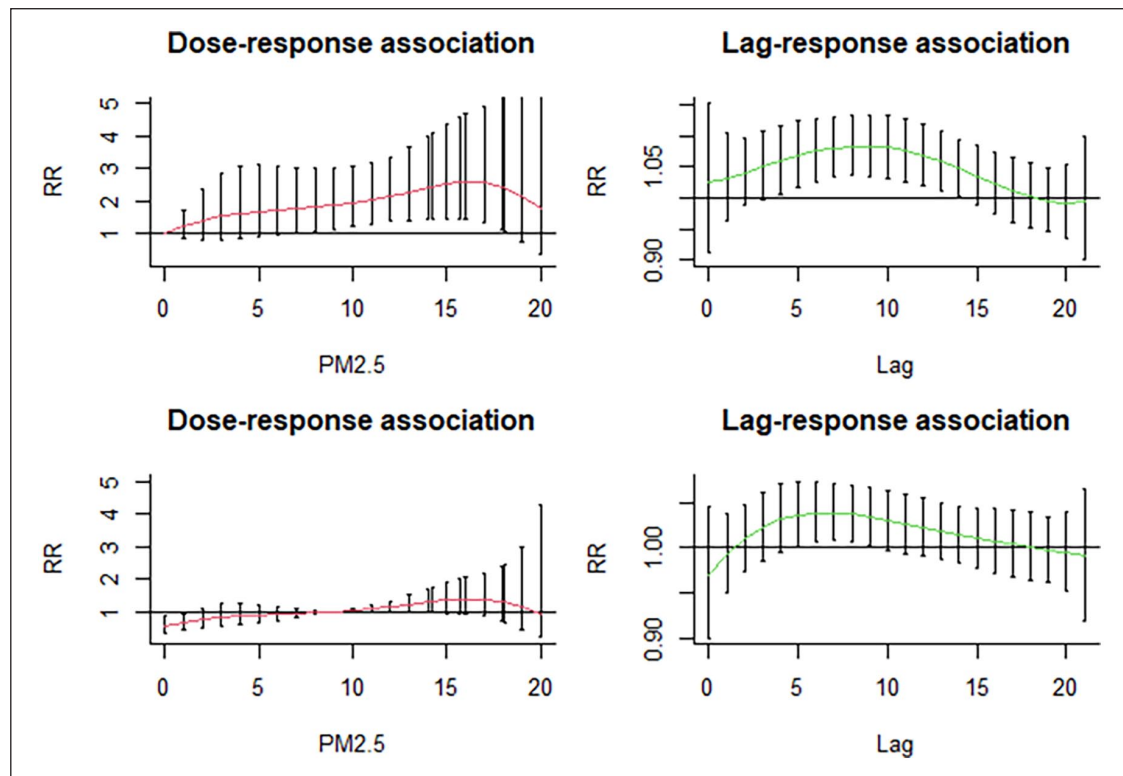 Dose-response association
RR
1 2 3 4 5
0 5 10 15 20
PM2.5
Lag-response association
RR
0.90 1.05
0 5 10 15 20
Lag
Dose-response association
RR
1 2 3 4 5
0 5 10 15 20
PM2.5
Lag-response association
RR
0.90 1.00
0 5 10 15 20
Lag